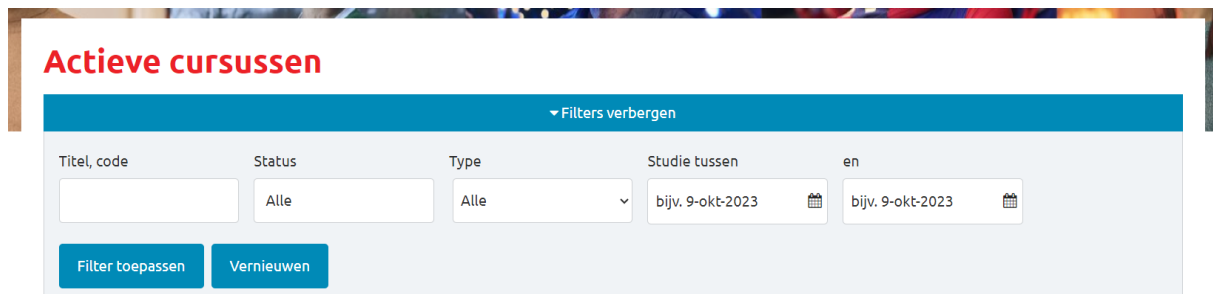 Actieve cursussen
Filters verbergen
Titel, code Status Type Studie tussen en
Alle Alle bijv. 9-okt-2023 bijv. 9-okt-2023
Filter toepassen Vernieuwen